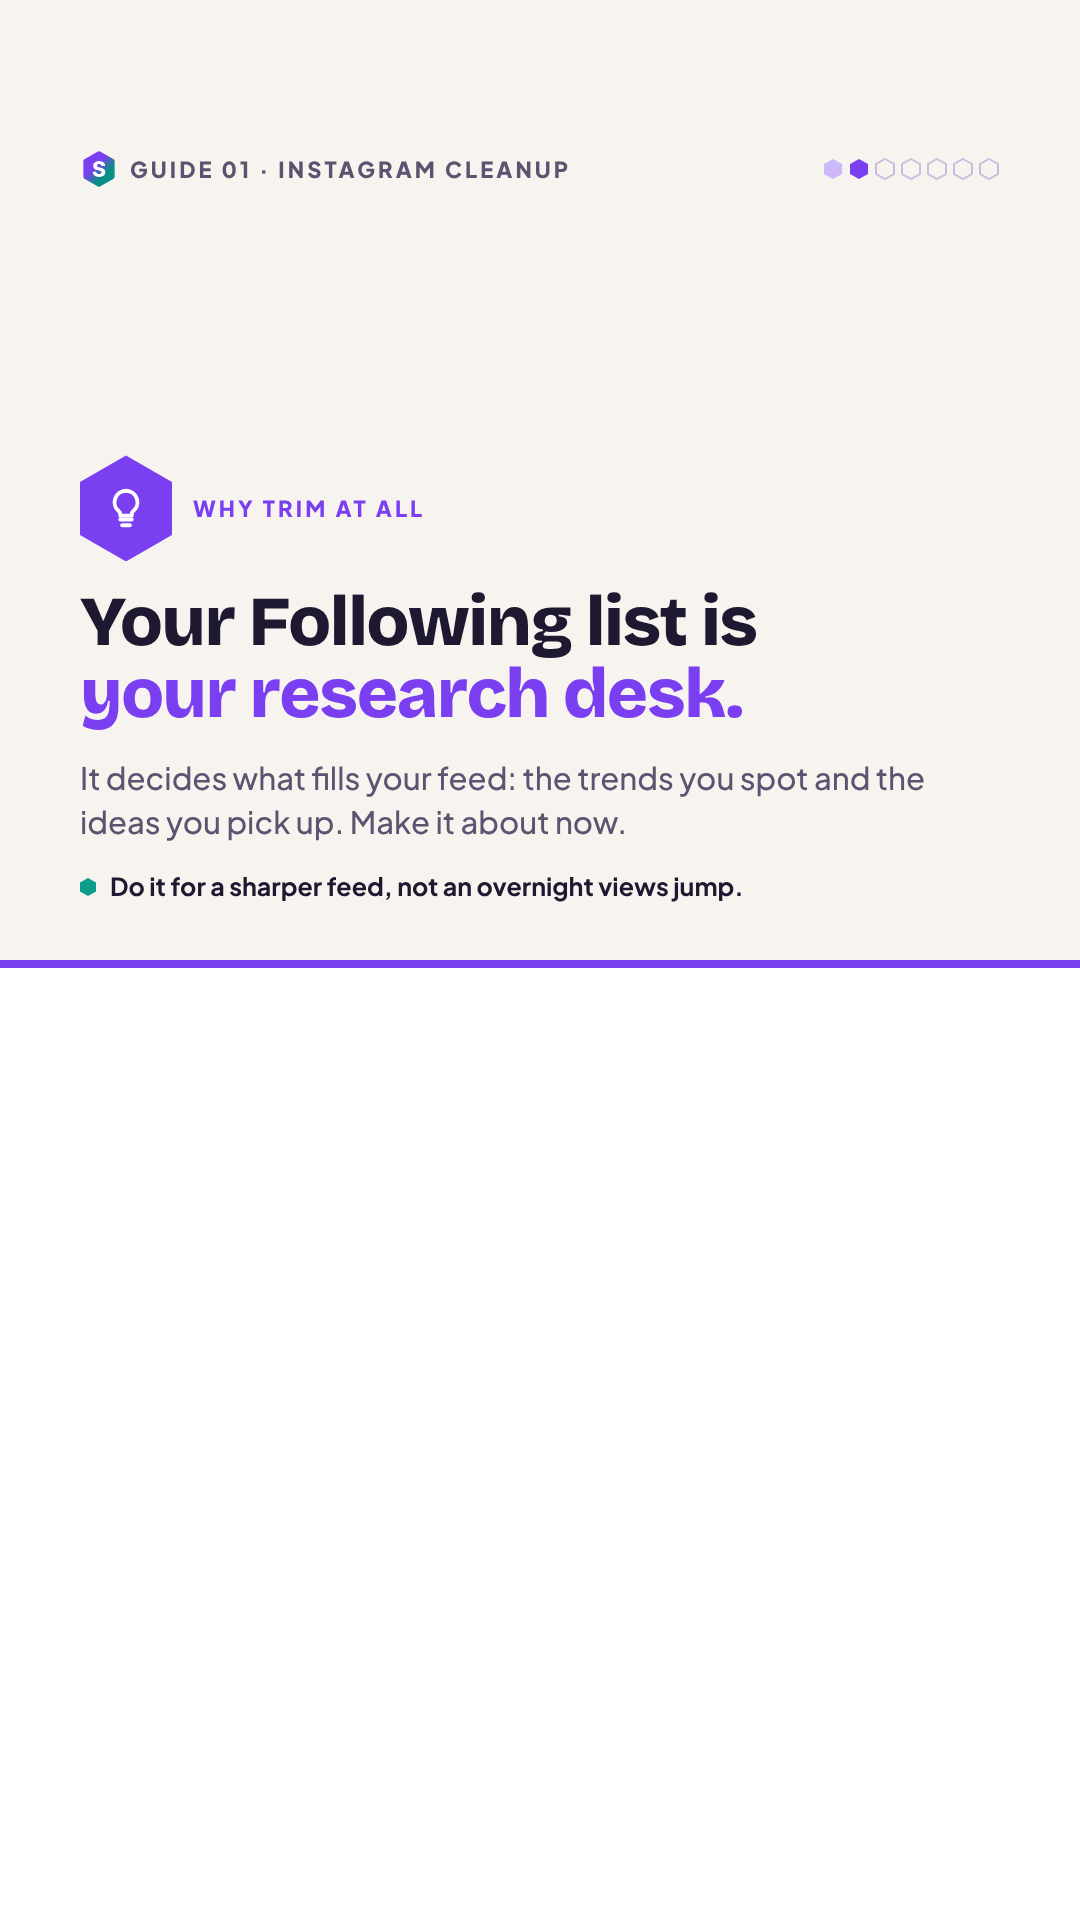 S GUIDE 01 · INSTAGRAM CLEANUP
WHY TRIM AT ALL
Your Following list is
your research desk.
It decides what fills your feed: the trends you spot and the
ideas you pick up. Make it about now.
Do it for a sharper feed, not an overnight views jump.